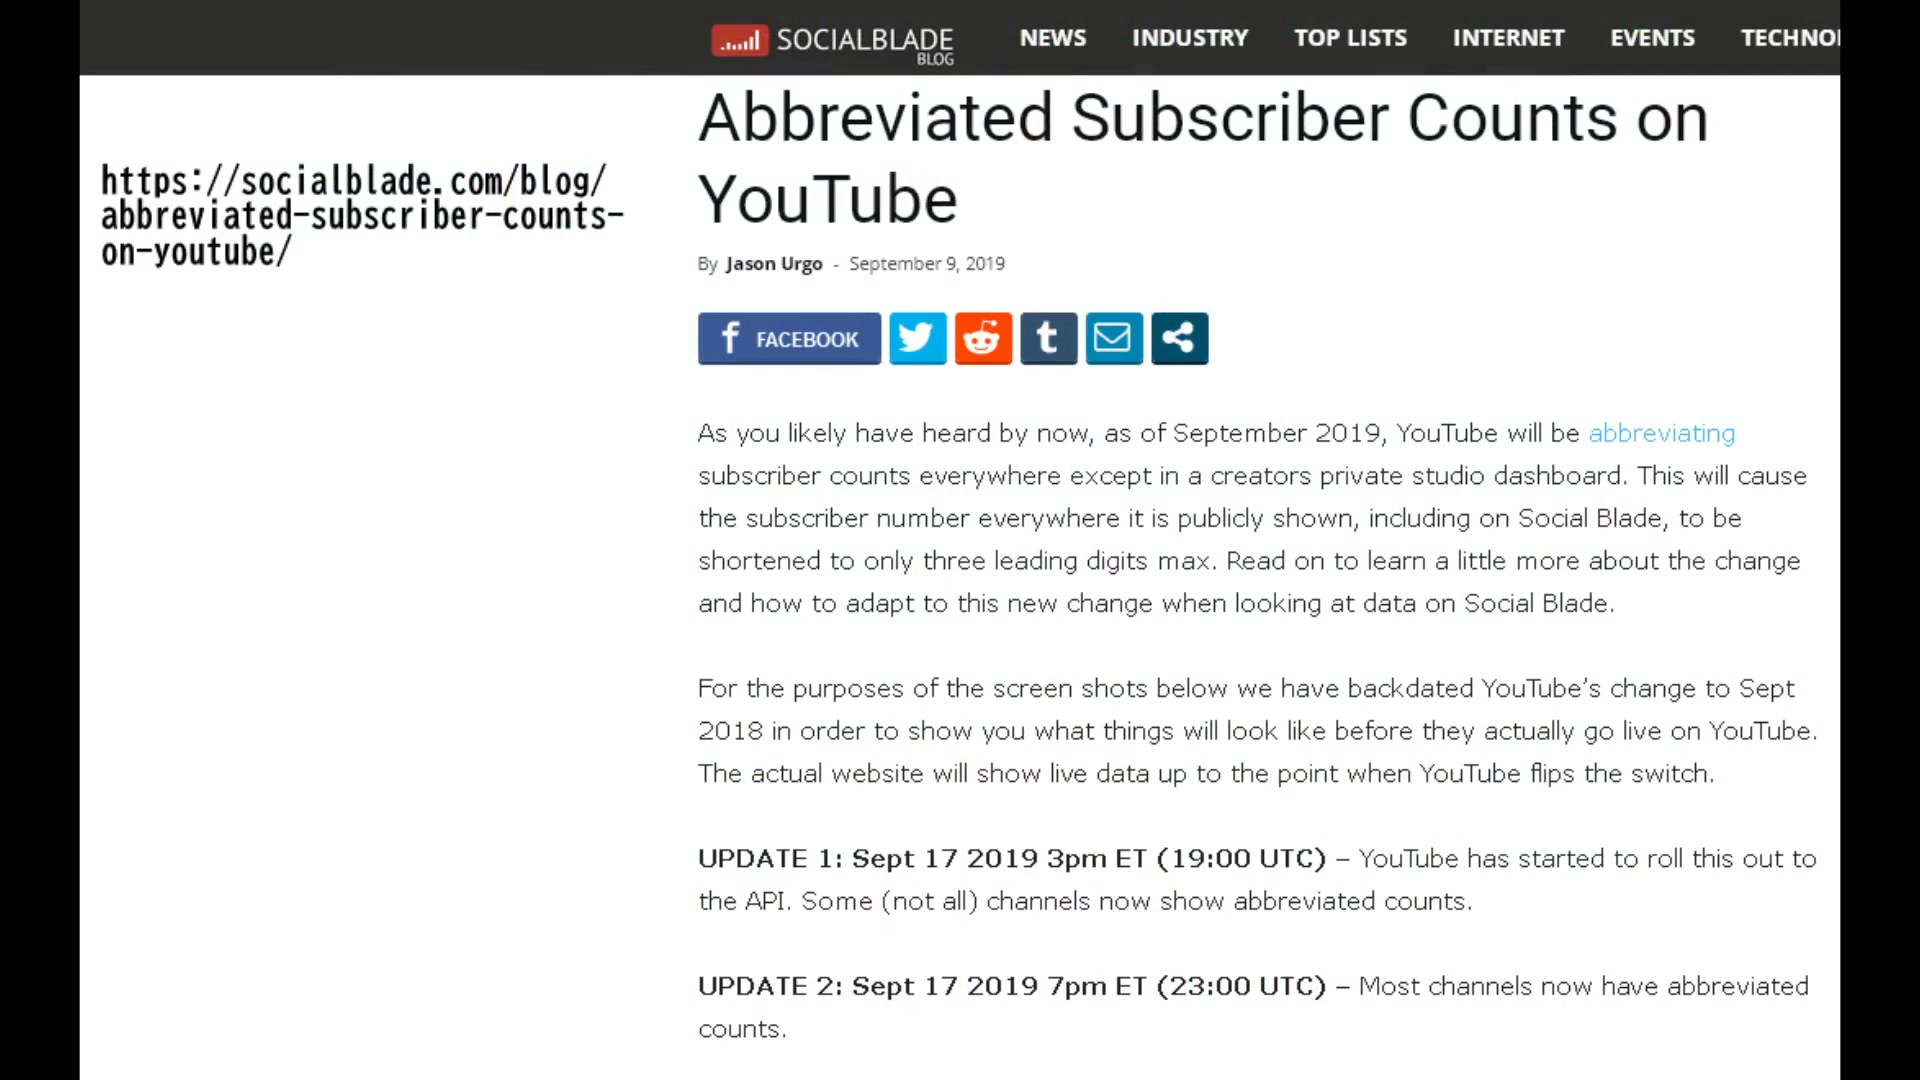 SOCIALBLADE
BLOG
NEWS
INDUSTRY
TOP LISTS
INTERNET
EVENTS
https://socialblade.com/blog/
abbreviated-subscriber-counts-
on-youtube/
Abbreviated Subscriber Counts on
YouTube
By Jason Urgo - September 9, 2019
f FACEBOOK
t
As you likely have heard by now, as of September 2019, YouTube will be abbreviating
subscriber counts everywhere except in a creators private studio dashboard. This will cause
the subscriber number everywhere it is publicly shown, including on Social Blade, to be
shortened to only three leading digits max. Read on to learn a little more about the change
and how to adapt to this new change when looking at data on Social Blade.
For the purposes of the screen shots below we have backdated YouTube’s change to Sept
2018 in order to show you what things will look like before they actually go live on YouTube.
The actual website will show live data up to the point when YouTube flips the switch.
UPDATE 1: Sept 17 2019 3pm ET (19:00 UTC) – YouTube has started to roll this out to
the API. Some (not all) channels now show abbreviated counts.
UPDATE 2: Sept 17 2019 7pm ET (23:00 UTC) – Most channels now have abbreviated
counts.